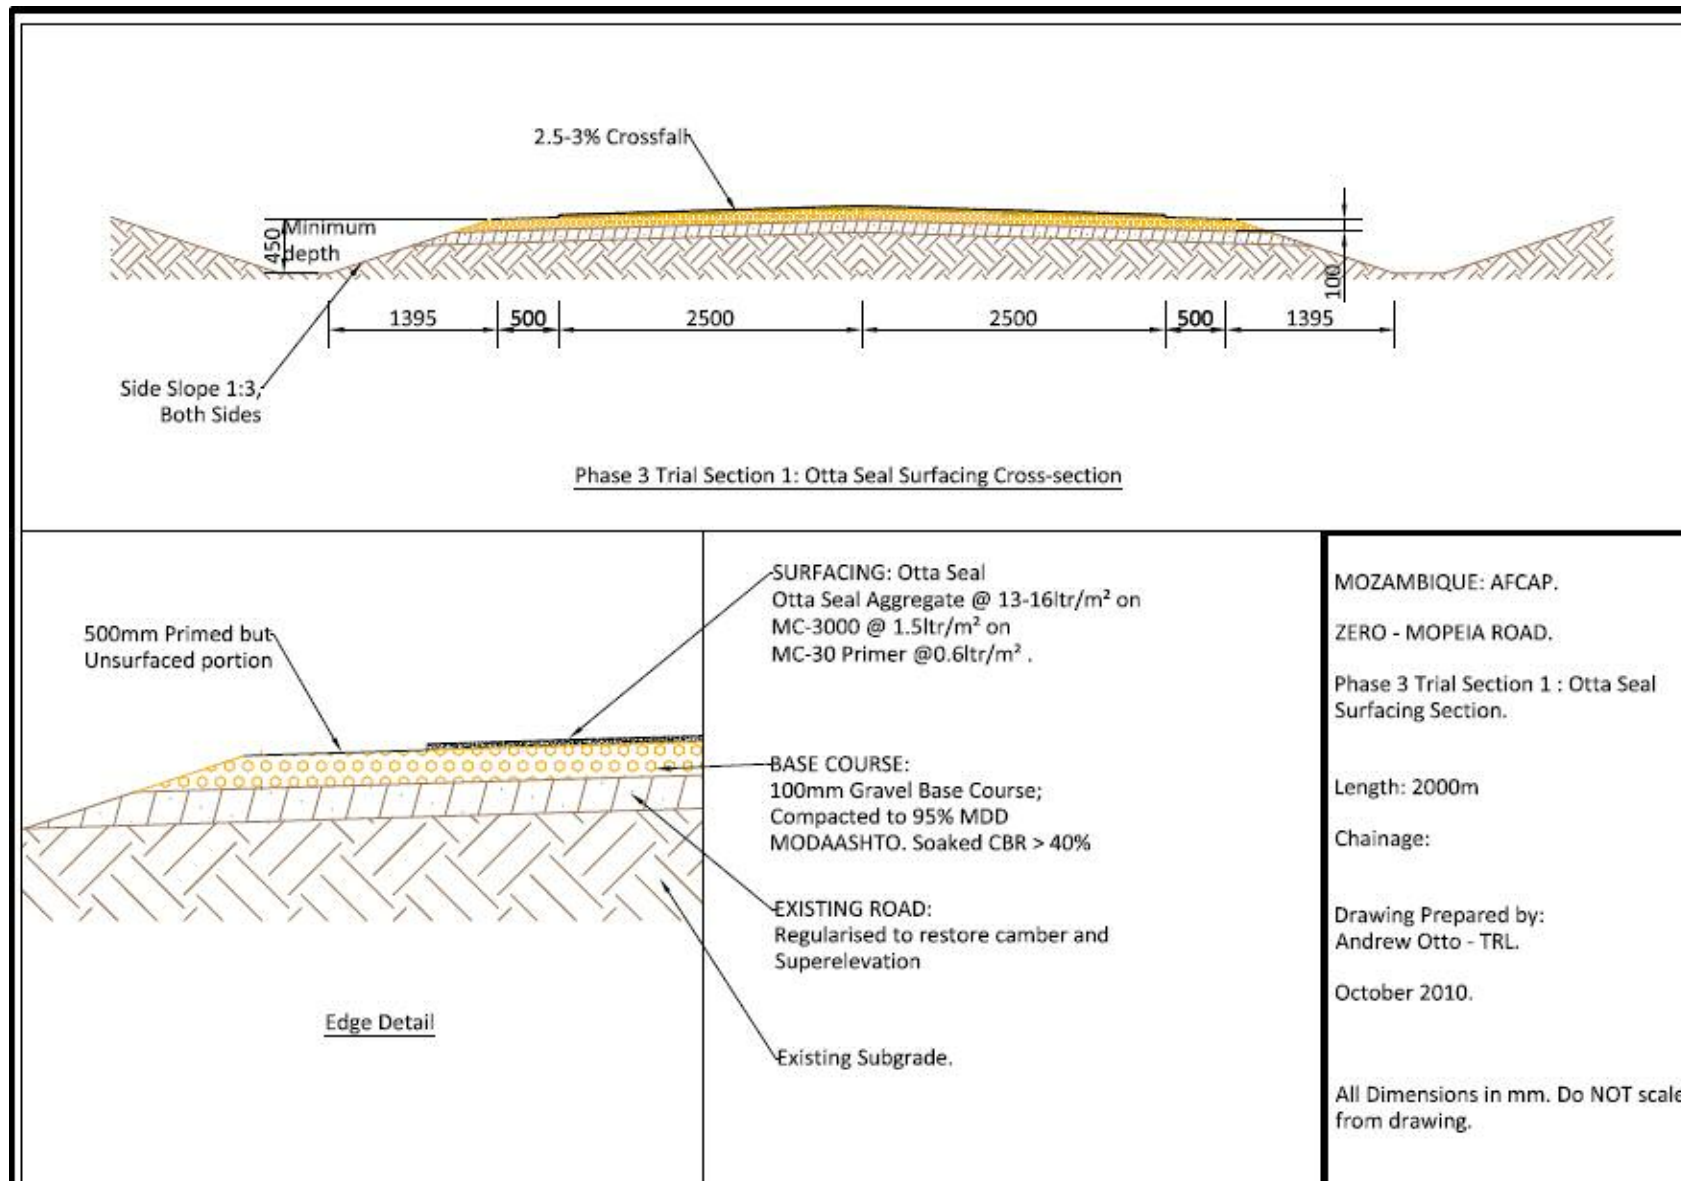 2.5-3% Crossfall
Minimum
depth
450
100
1395
500
2500
2500
500
1395
Side Slope 1:3,
Both Sides
Phase 3 Trial Section 1: Otta Seal Surfacing Cross-section
500mm Primed but
Unsurfaced portion
Edge Detail
SURFACING: Otta Seal
Otta Seal Aggregate @ 13-16ltr/m² on
MC-3000 @ 1.5ltr/m² on
MC-30 Primer @0.6ltr/m² .
BASE COURSE:
100mm Gravel Base Course;
Compacted to 95% MDD
MODAASHTO. Soaked CBR > 40%
EXISTING ROAD:
Regularised to restore camber and
Superelevation
Existing Subgrade.
MOZAMBIQUE: AFCAP.
ZERO - MOPEIA ROAD.
Phase 3 Trial Section 1 : Otta Seal
Surfacing Section.
Length: 2000m
Chainage:
Drawing Prepared by:
Andrew Otto - TRL.
October 2010.
All Dimensions in mm. Do NOT scale
from drawing.